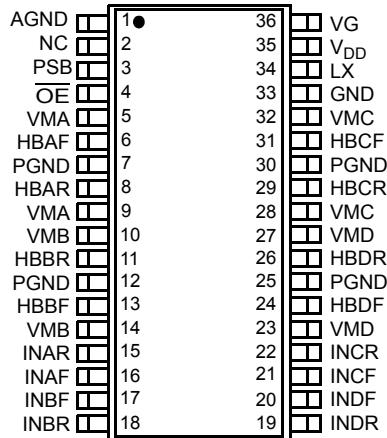 AGND 1 36 VG
NC 2 35 VDD
PSB 3 34 LX
OE 4 33 GND
VMA 5 32 VMC
HBAF 6 31 HBCF
PGND 7 30 PGND
HBAR 8 29 HBCR
VMA 9 28 VMC
VMB 10 27 VMD
HBBR 11 26 HBDR
PGND 12 25 PGND
HBBF 13 24 HBDF
VMB 14 23 VMD
INAR 15 22 INCR
INAF 16 21 INCF
INBF 17 20 INDF
INBR 18 19 INDR